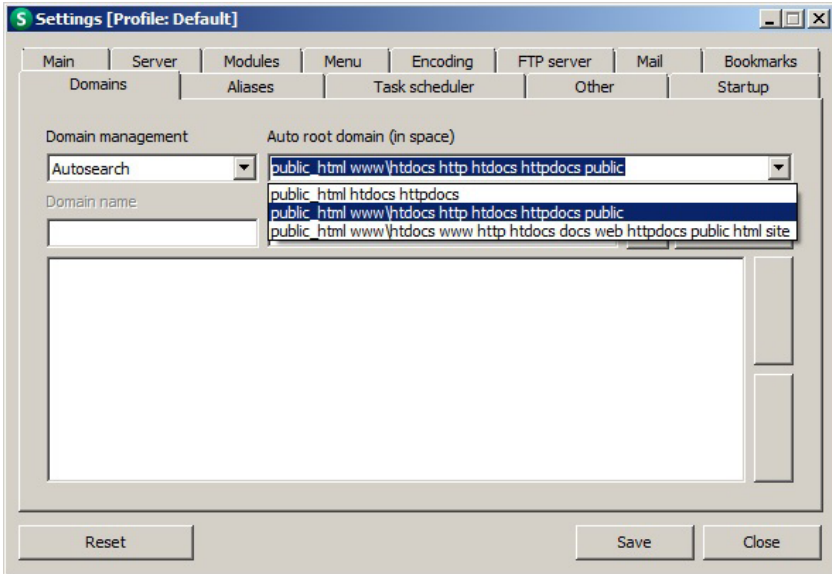 S Settings [Profile: Default]
Main Server Modules Menu Encoding FTP server Mail Bookmarks
Domains Aliases Task scheduler Other Startup
Domain management Auto root domain (in space)
Autosearch public_html www\htdocs http htdocs httpdocs public
Domain name public_html htdocs httpdocs
public_html www\htdocs http htdocs httpdocs public
public_html www\htdocs www http htdocs docs web httpdocs public html site
Reset Save Close